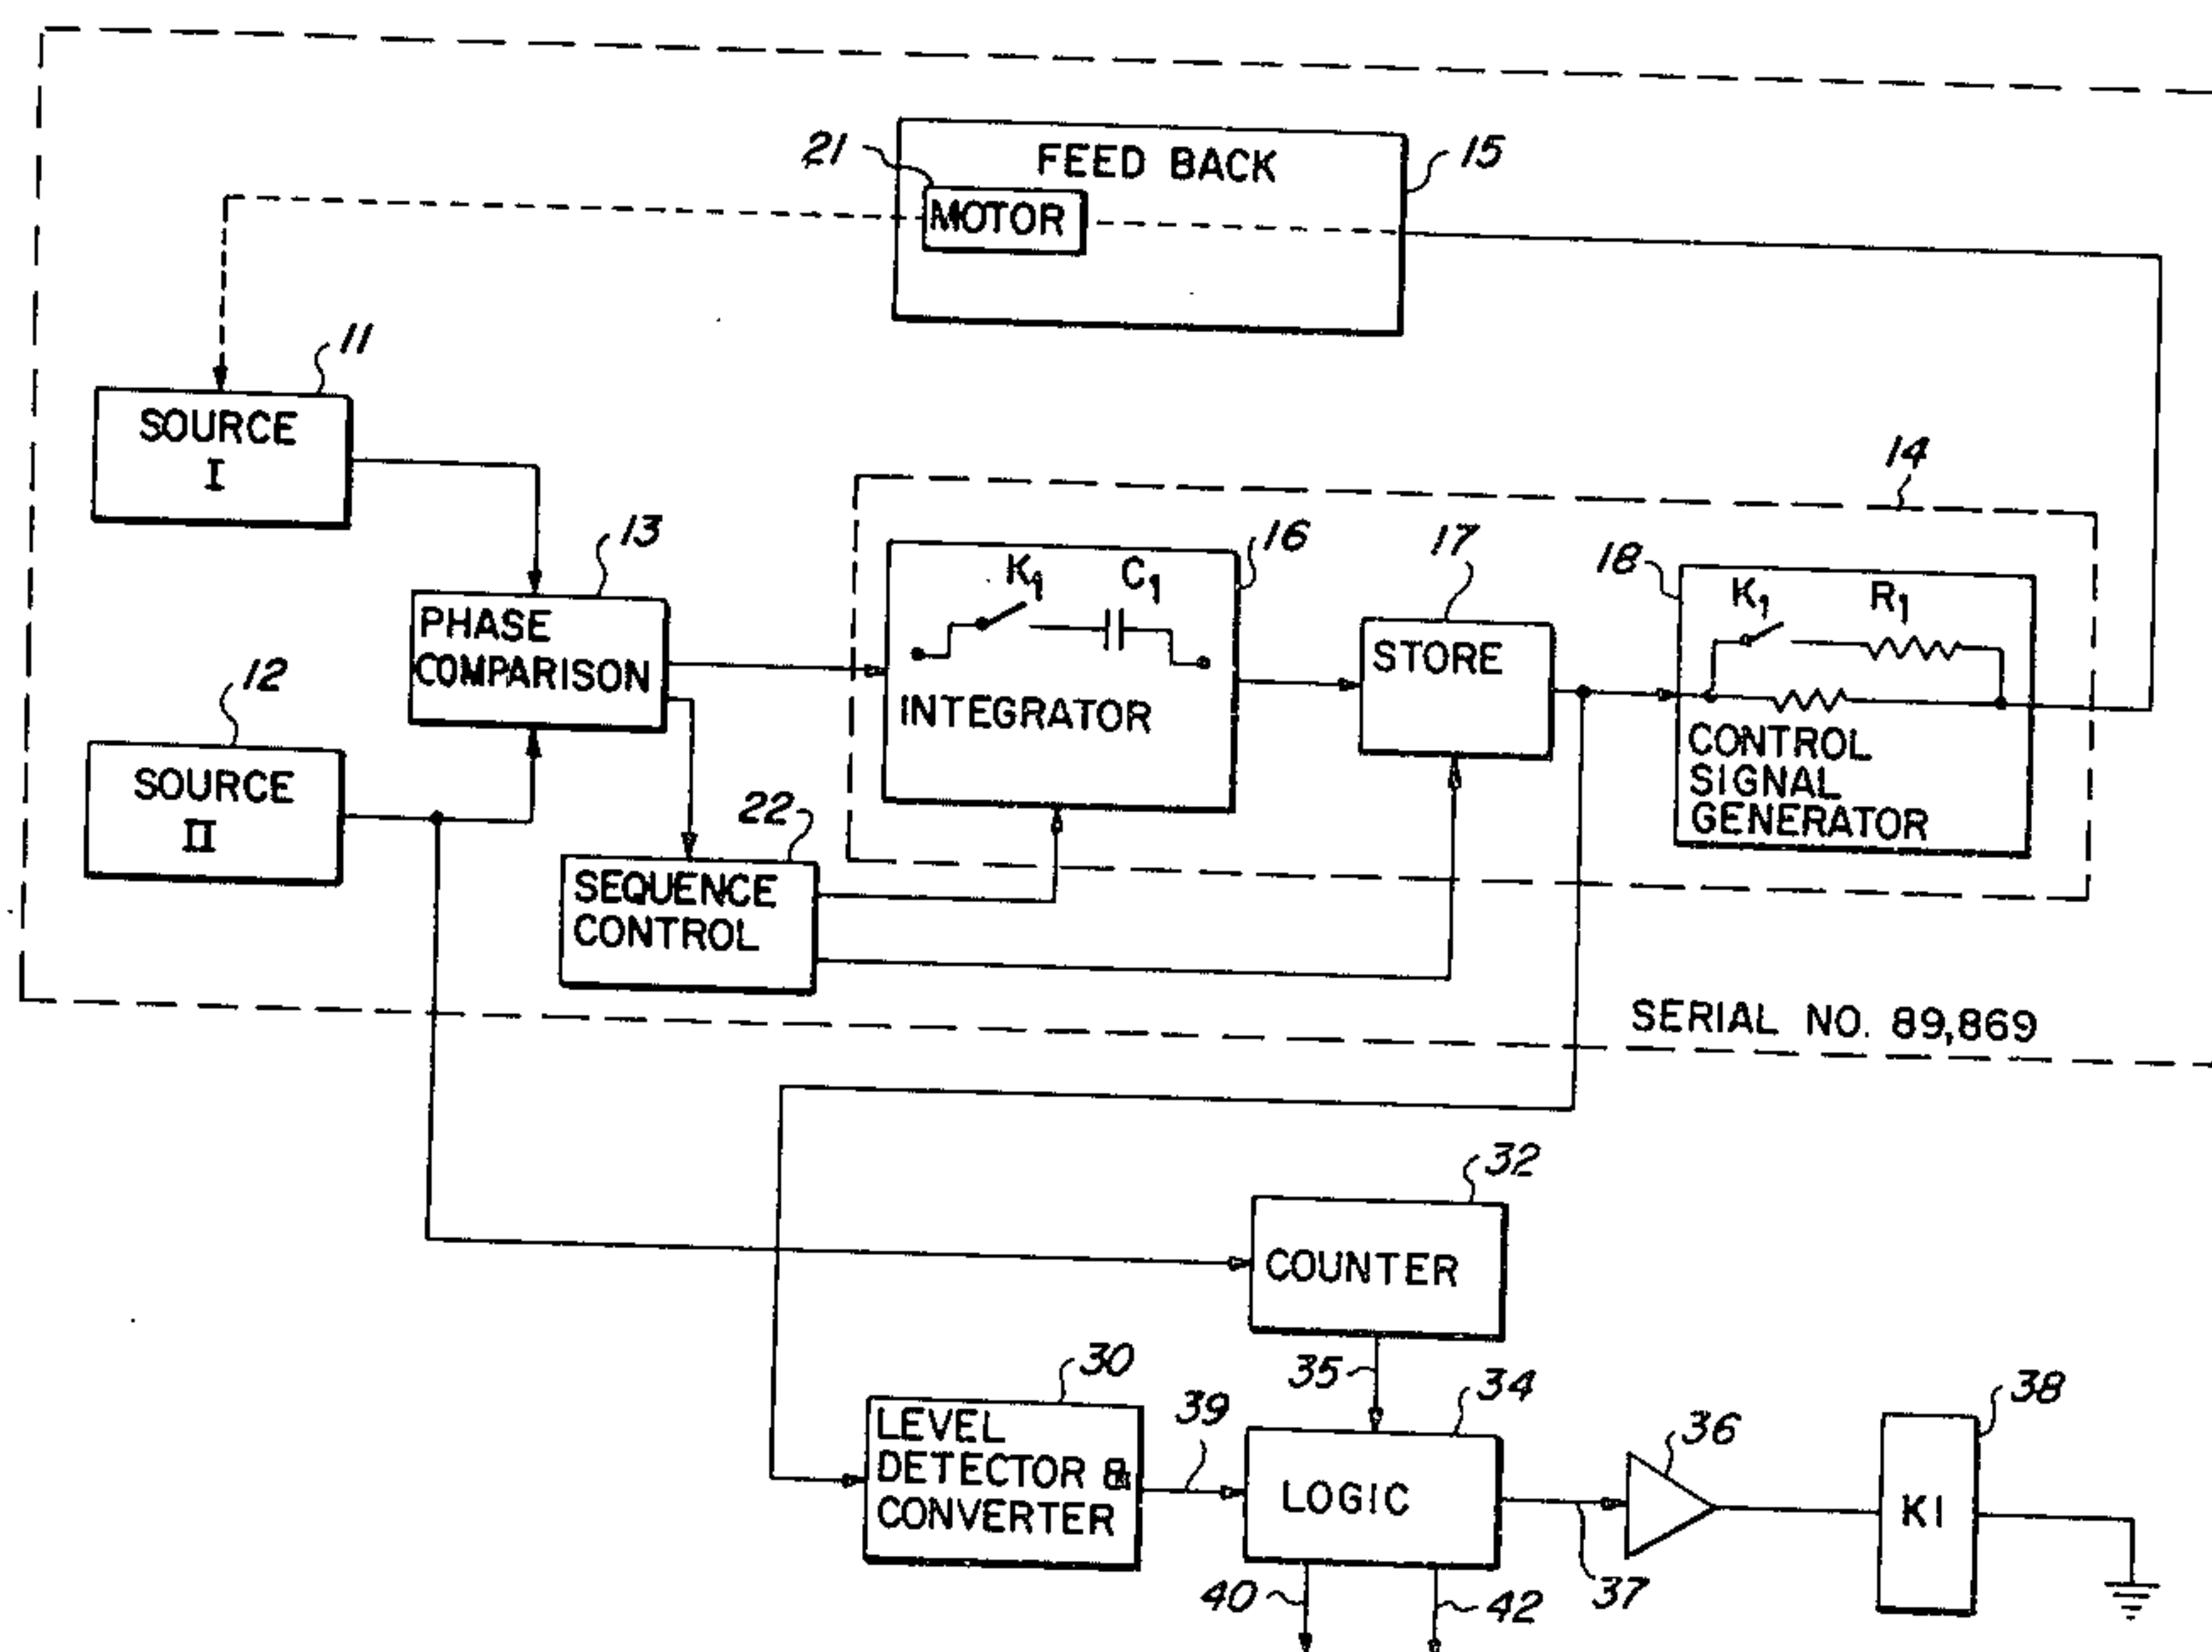 21
FEED BACK
15
MOTOR
11
SOURCE
I
14
13
16
17
18
K1
C1
K1
R1
PHASE
COMPARISON
STORE
INTEGRATOR
12
SOURCE
II
CONTROL
SIGNAL
GENERATOR
22
SEQUENCE
CONTROL
SERIAL NO. 89,869
32
COUNTER
30
35
34
38
39
36
LEVEL
DETECTOR &
CONVERTER
LOGIC
K1
37
40
42